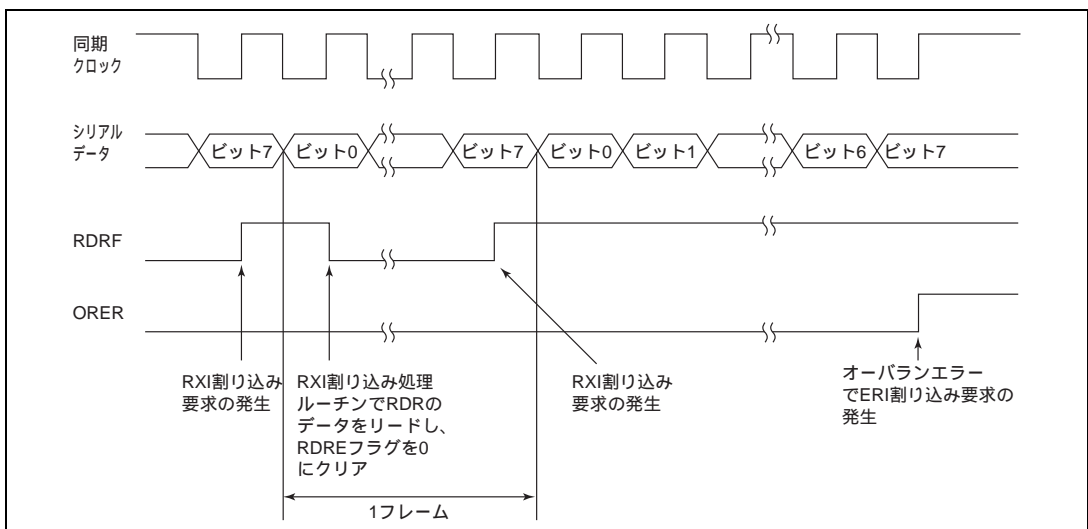 同期
クロック
シリアル
データ
ビット7
ビット0
ビット7
ビット0
ビット1
ビット6
ビット7
RDRF
ORER
RXI割り込み
要求の発生
RXI割り込み処理
ルーチンでRDRの
データをリードし、
RDREフラグを0
にクリア
RXI割り込み
要求の発生
オーバランエラー
でERI割り込み要求の
発生
1フレーム